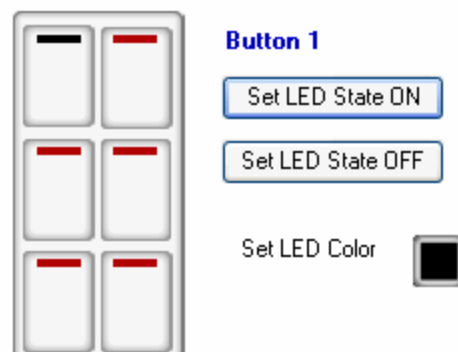 Button 1
Set LED State ON
Set LED State OFF
Set LED Color